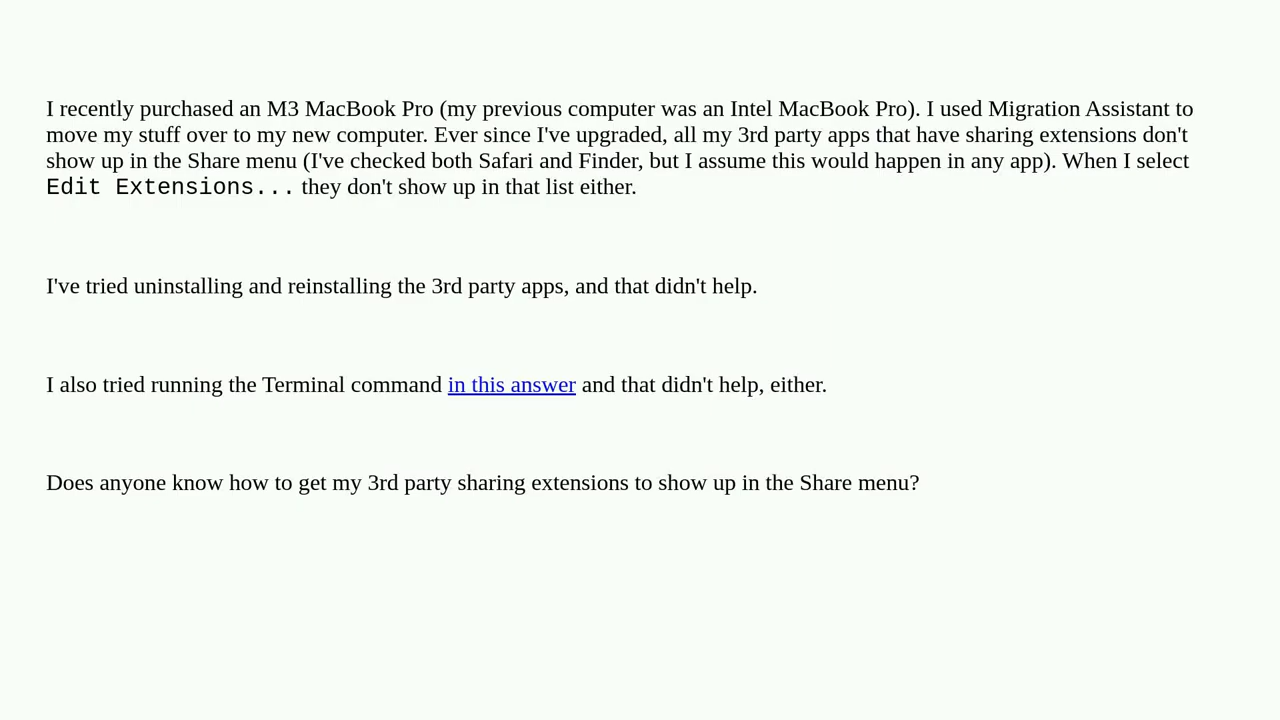 I recently purchased an M3 MacBook Pro (my previous computer was an Intel MacBook Pro). I used Migration Assistant to
move my stuff over to my new computer. Ever since I've upgraded, all my 3rd party apps that have sharing extensions don't
show up in the Share menu (I've checked both Safari and Finder, but I assume this would happen in any app). When I select
Edit Extensions... they don't show up in that list either.
I've tried uninstalling and reinstalling the 3rd party apps, and that didn't help.
I also tried running the Terminal command in this answer and that didn't help, either.
Does anyone know how to get my 3rd party sharing extensions to show up in the Share menu?